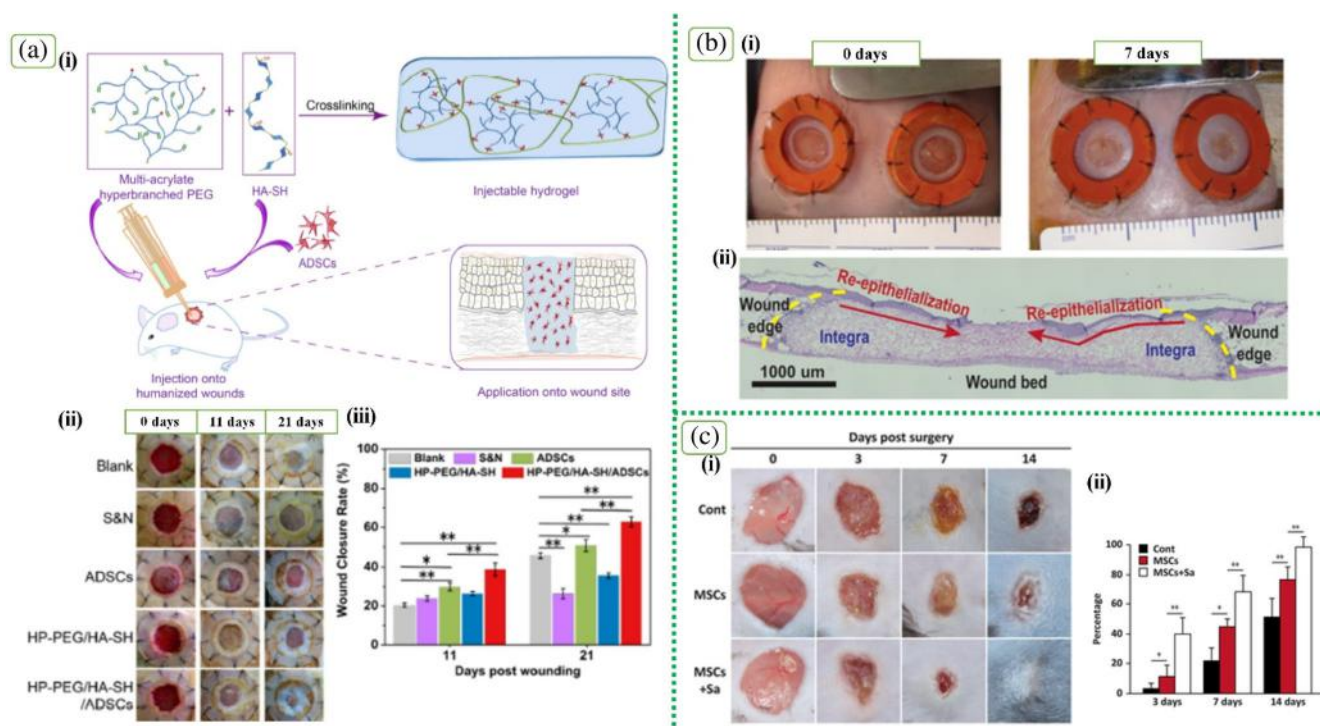 (a)
(i)
Crosslinking
Multi-acrylate
hyperbranched PEG
HA-SH
Injectable hydrogel
ADSCs
Injection onto
humanized wounds
Application onto wound site
(ii)
0 days
11 days
21 days
Blank
S&N
ADSCs
HP-PEG/HA-SH
HP-PEG/HA-SH
/ADSCs
(iii)
Wound Closure Rate (%)
100
80
60
40
20
0
Blank
S&N
ADSCs
HP-PEG/HA-SH
HP-PEG/HA-SH/ADSCs
**
*
**
**
**
**
**
*
**
**
11
21
Days post wounding
(b)
(i)
0 days
7 days
(ii)
Re-epithelialization
Re-epithelialization
Wound
edge
Integra
Integra
Wound
edge
1000 um
Wound bed
(c)
Days post surgery
(i)
0
3
7
14
Cont
MSCs
MSCs
+Sa
(ii)
Percentage
100
80
60
40
20
0
Cont
MSCs
MSCs+Sa
*
**
*
**
**
**
3 days
7 days
14 days